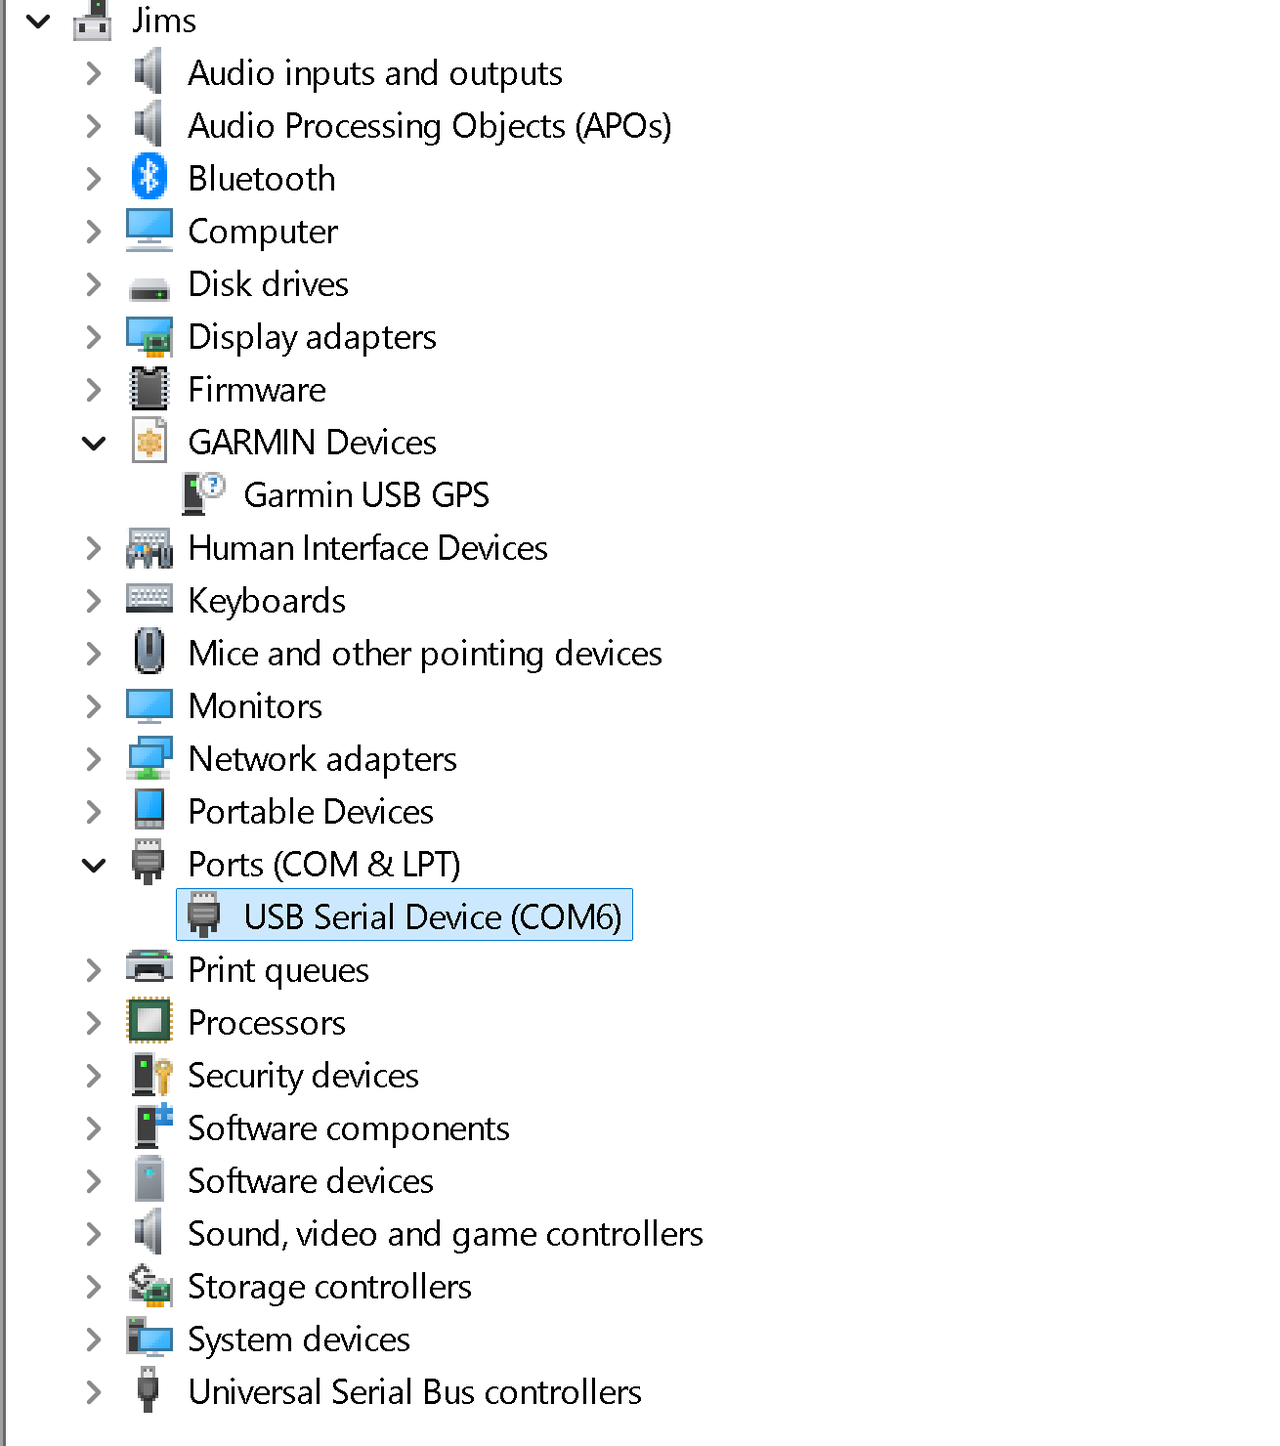 Jims
Audio inputs and outputs
Audio Processing Objects (APOs)
Bluetooth
Computer
Disk drives
Display adapters
Firmware
GARMIN Devices
Garmin USB GPS
Human Interface Devices
Keyboards
Mice and other pointing devices
Monitors
Network adapters
Portable Devices
Ports (COM & LPT)
USB Serial Device (COM6)
Print queues
Processors
Security devices
Software components
Software devices
Sound, video and game controllers
Storage controllers
System devices
Universal Serial Bus controllers